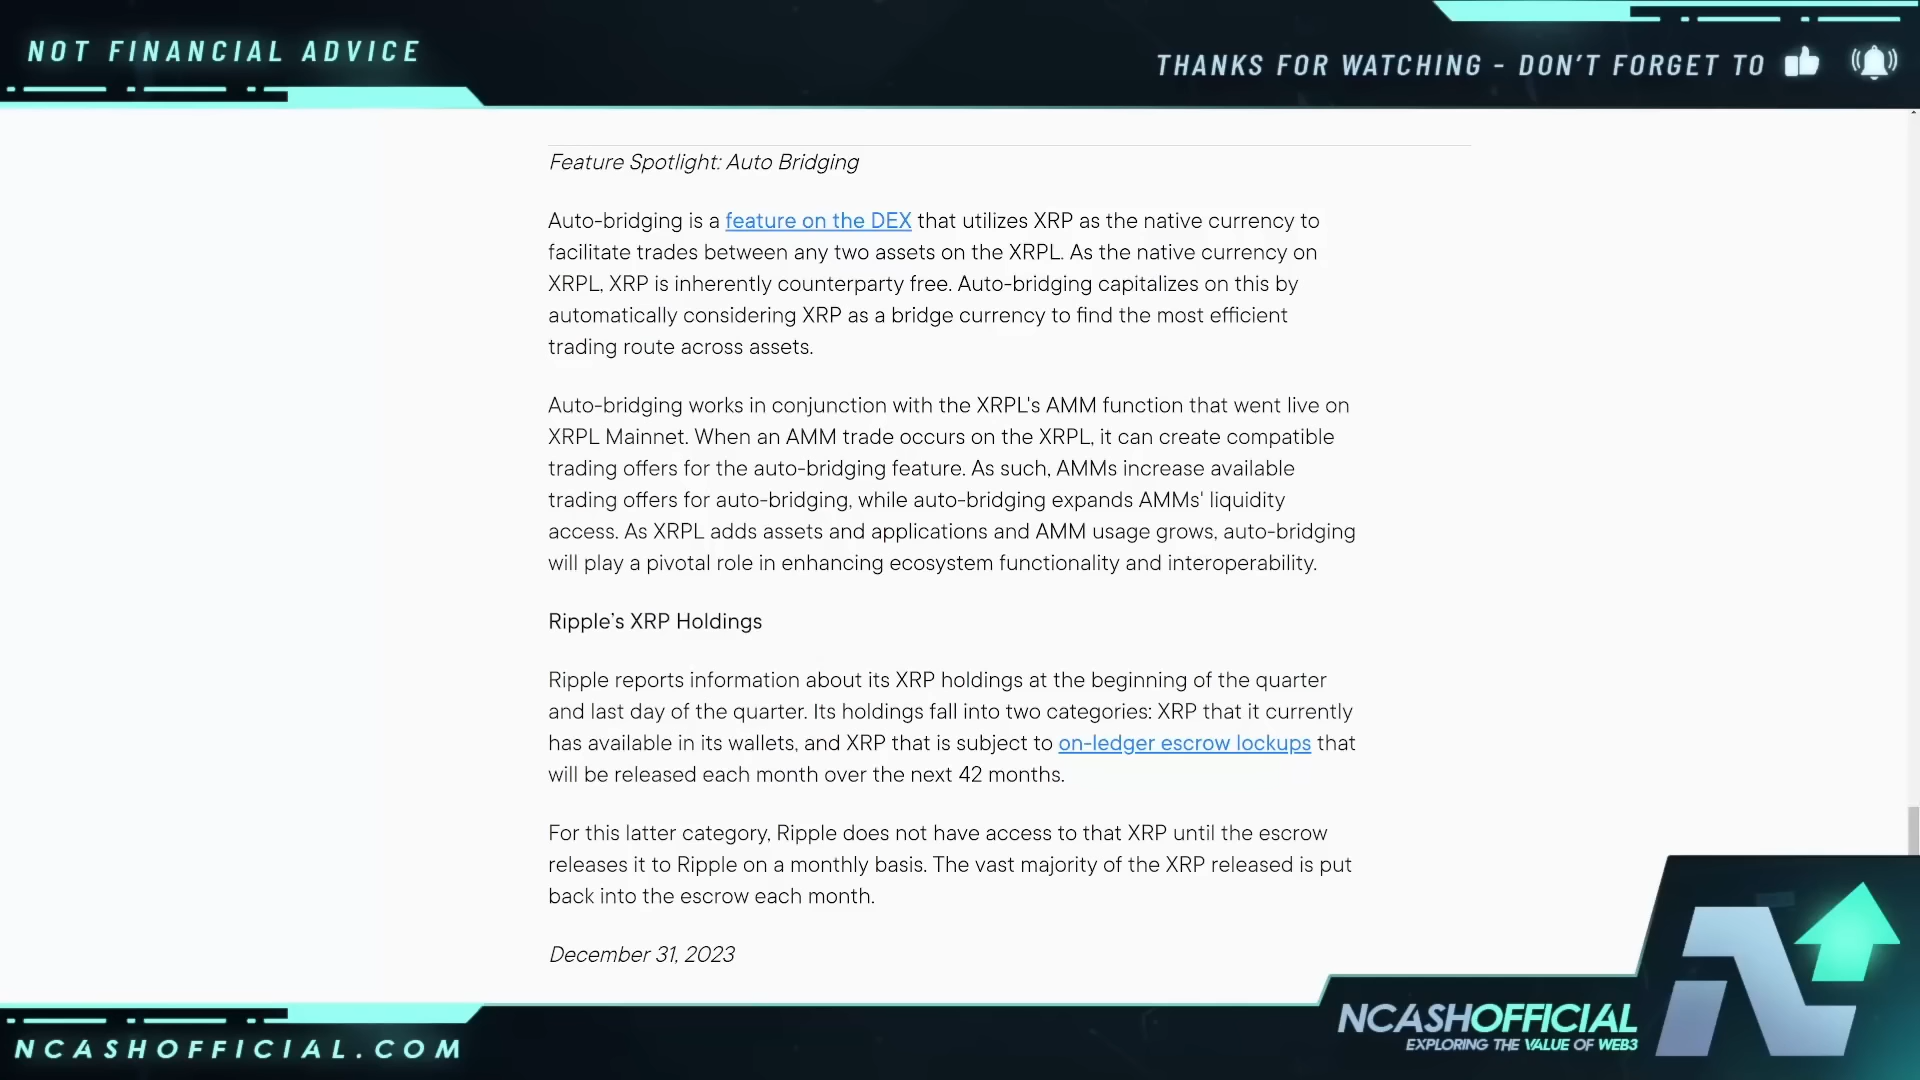 NOT FINANCIAL ADVICE
THANKS FOR WATCHING - DON'T FORGET TO
Feature Spotlight: Auto Bridging
Auto-bridging is a feature on the DEX that utilizes XRP as the native currency to
facilitate trades between any two assets on the XRPL. As the native currency on
XRPL, XRP is inherently counterparty free. Auto-bridging capitalizes on this by
automatically considering XRP as a bridge currency to find the most efficient
trading route across assets.
Auto-bridging works in conjunction with the XRPL's AMM function that went live on
XRPL Mainnet. When an AMM trade occurs on the XRPL, it can create compatible
trading offers for the auto-bridging feature. As such, AMMs increase available
trading offers for auto-bridging, while auto-bridging expands AMMs' liquidity
access. As XRPL adds assets and applications and AMM usage grows, auto-bridging
will play a pivotal role in enhancing ecosystem functionality and interoperability.
Ripple’s XRP Holdings
Ripple reports information about its XRP holdings at the beginning of the quarter
and last day of the quarter. Its holdings fall into two categories: XRP that it currently
has available in its wallets, and XRP that is subject to on-ledger escrow lockups that
will be released each month over the next 42 months.
For this latter category, Ripple does not have access to that XRP until the escrow
releases it to Ripple on a monthly basis. The vast majority of the XRP released is put
back into the escrow each month.
December 31, 2023
NCASHOFFICIAL.COM
NCASHOFFICIAL
EXPLORING THE VALUE OF WEB3